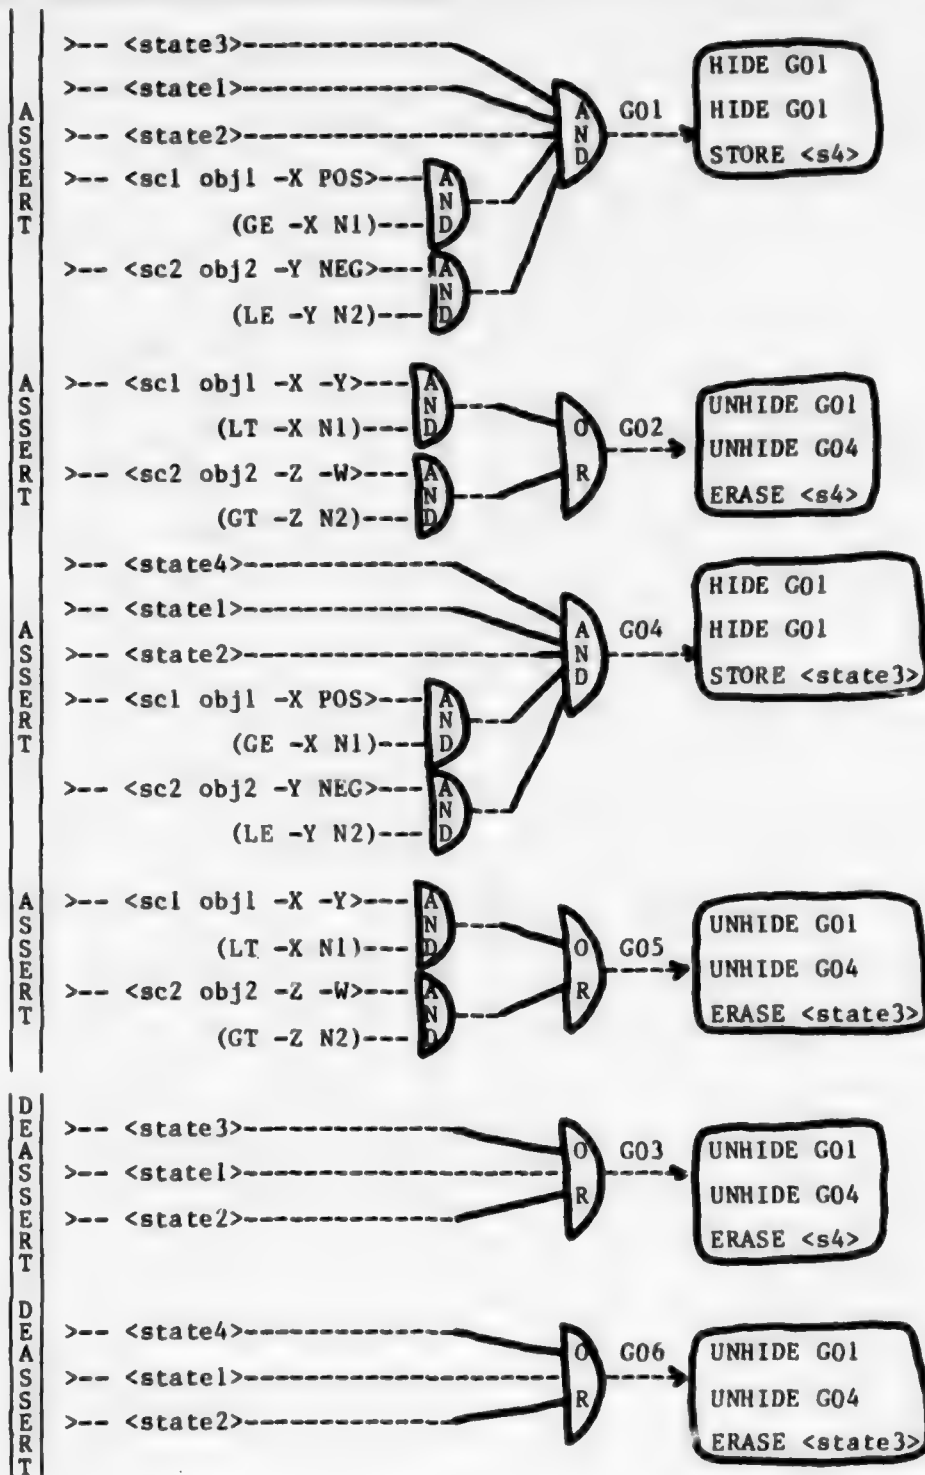 ASSERT
>-- <state3>
>-- <state1>
>-- <state2>
>-- <sc1 obj1 -X POS>
(GE -X N1)
>-- <sc2 obj2 -Y NEG>
(LE -Y N2)
AND
AND
AND
G01
HIDE G01
HIDE G01
STORE <s4>
ASSERT
>-- <sc1 obj1 -X -Y>
(LT -X N1)
>-- <sc2 obj2 -Z -W>
(GT -Z N2)
AND
AND
OR
G02
UNHIDE G01
UNHIDE G04
ERASE <s4>
ASSERT
>-- <state4>
>-- <state1>
>-- <state2>
>-- <sc1 obj1 -X POS>
(GE -X N1)
>-- <sc2 obj2 -Y NEG>
(LE -Y N2)
AND
AND
AND
G04
HIDE G01
HIDE G01
STORE <state3>
ASSERT
>-- <sc1 obj1 -X -Y>
(LT -X N1)
>-- <sc2 obj2 -Z -W>
(GT -Z N2)
AND
AND
OR
G05
UNHIDE G01
UNHIDE G04
ERASE <state3>
DEASSERT
>-- <state3>
>-- <state1>
>-- <state2>
OR
G03
UNHIDE G01
UNHIDE G04
ERASE <s4>
DEASSERT
>-- <state4>
>-- <state1>
>-- <state2>
OR
G06
UNHIDE G01
UNHIDE G04
ERASE <state3>